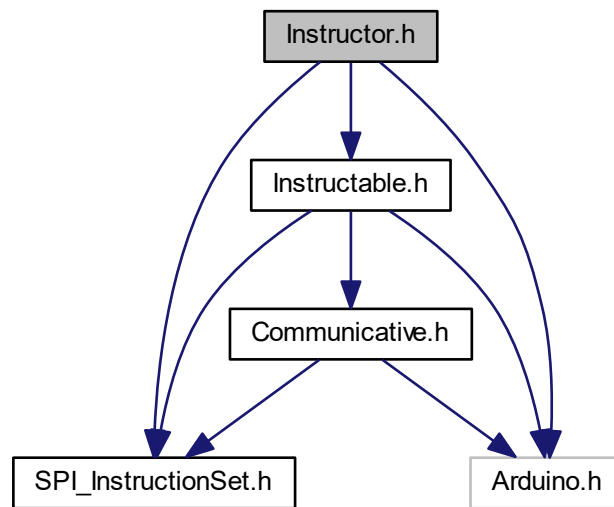 Instructor.h
Instructable.h
Communicative.h
SPI_InstructionSet.h
Arduino.h